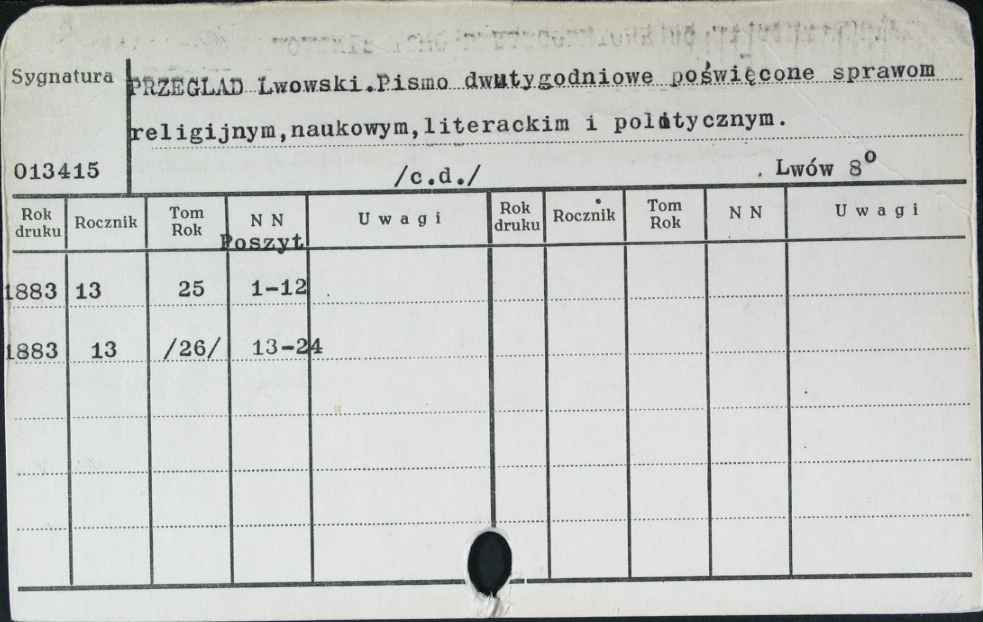 Sygnatura PRZEGLAD Lwowski.Pismo dwutygodniowe poświęcone sprawom
religijnym,naukowym,literackim i politycznym.
013415 /c.d./ . Lwów 8°
Rok druku Rocznik Tom Rok N N Poszyt U w a g i Rok druku Rocznik Tom Rok N N U w a g i
1883 13 25 1-12
1883 13 /26/ 13-24